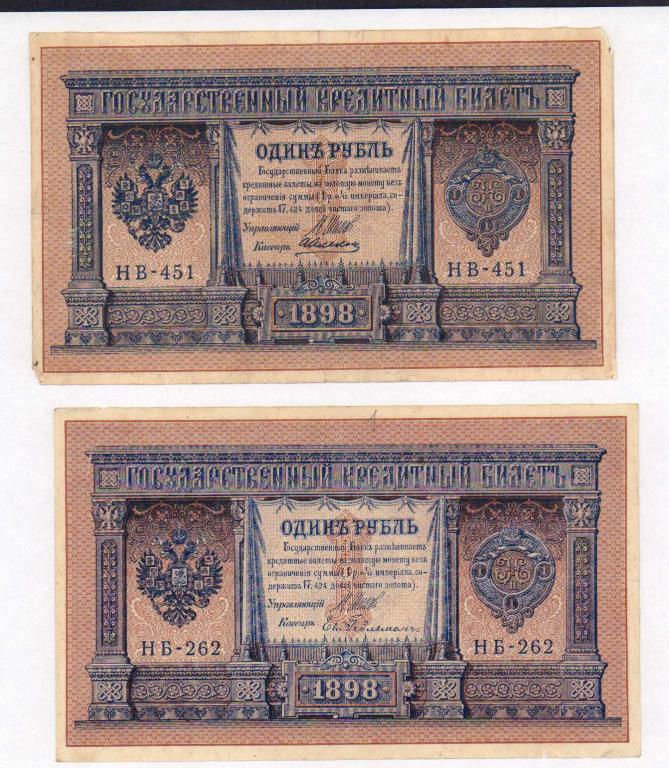 ГОСУДАРСТВЕННЫЙ КРЕДИТНЫЙ БИЛЕТЪ
ОДИНЪ РУБЛЬ
Государственный Банкъ размѣниваетъ
кредитные билеты на золотую монету безъ
ограниченія суммы (1 р. = 1/15 имперіала, со-
держитъ 17,424 долей чистаго золота).
Управляющій
Кассиръ
НВ-451
НВ-451
1898
ГОСУДАРСТВЕННЫЙ КРЕДИТНЫЙ БИЛЕТЪ
ОДИНЪ РУБЛЬ
Государственный Банкъ размѣниваетъ
кредитные билеты на золотую монету безъ
ограниченія суммы (1 р. = 1/15 имперіала, со-
держитъ 17,424 долей чистаго золота).
Управляющій
Кассиръ
НБ-262
НБ-262
1898